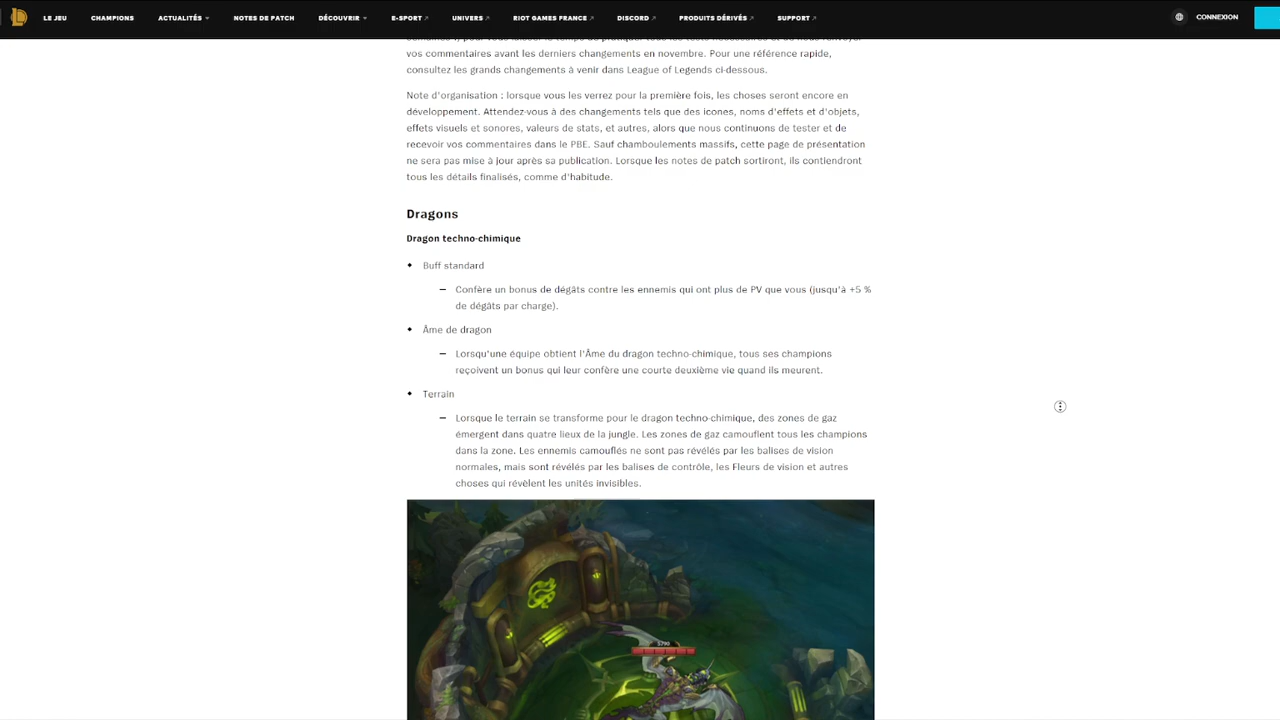 LE JEU CHAMPIONS ACTUALITÉS NOTES DE PATCH DÉCOUVRIR E-SPORT UNIVERS RIOT GAMES FRANCE DISCORD PRODUITS DÉRIVÉS SUPPORT CONNEXION
vos commentaires avant les derniers changements en novembre. Pour une référence rapide,
consultez les grands changements à venir dans League of Legends ci-dessous.
Note d'organisation : lorsque vous les verrez pour la première fois, les choses seront encore en
développement. Attendez-vous à des changements tels que des icones, noms d'effets et d'objets,
effets visuels et sonores, valeurs de stats, et autres, alors que nous continuons de tester et de
recevoir vos commentaires dans le PBE. Sauf chamboulements massifs, cette page de présentation
ne sera pas mise à jour après sa publication. Lorsque les notes de patch sortiront, ils contiendront
tous les détails finalisés, comme d'habitude.
Dragons
Dragon techno-chimique
Buff standard
Confère un bonus de dégâts contre les ennemis qui ont plus de PV que vous (jusqu'à +5 %
de dégâts par charge).
Âme de dragon
Lorsqu'une équipe obtient l'Âme du dragon techno-chimique, tous ses champions
reçoivent un bonus qui leur confère une courte deuxième vie quand ils meurent.
Terrain
Lorsque le terrain se transforme pour le dragon techno-chimique, des zones de gaz
émergent dans quatre lieux de la jungle. Les zones de gaz camouflent tous les champions
dans la zone. Les ennemis camouflés ne sont pas révélés par les balises de vision
normales, mais sont révélés par les balises de contrôle, les Fleurs de vision et autres
choses qui révèlent les unités invisibles.